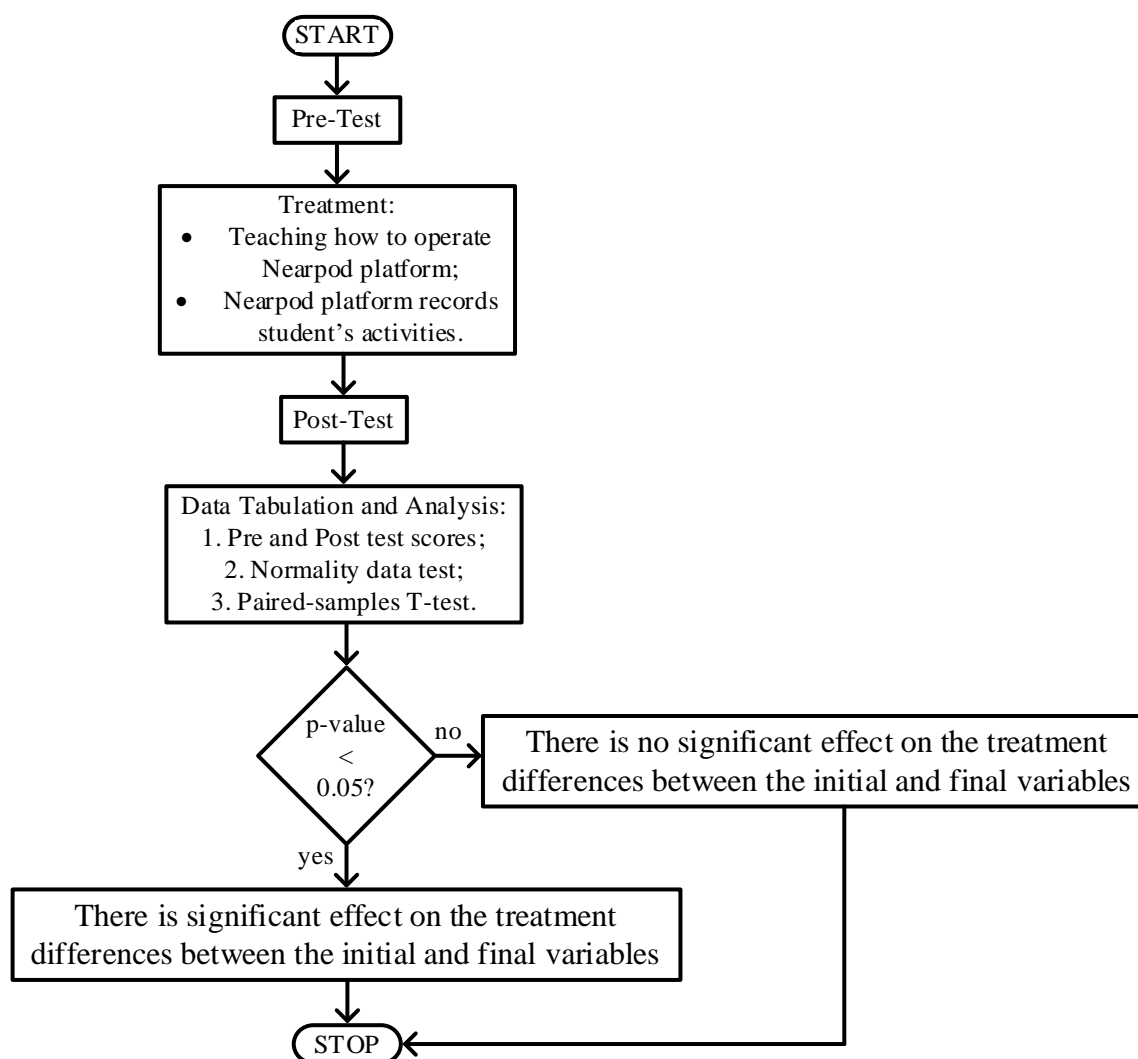 START
Pre-Test
Treatment:
• Teaching how to operate
Nearpod platform;
• Nearpod platform records
student’s activities.
Post-Test
Data Tabulation and Analysis:
1. Pre and Post test scores;
2. Normality data test;
3. Paired-samples T-test.
p-value
<
0.05?
no
There is no significant effect on the treatment
differences between the initial and final variables
yes
There is significant effect on the treatment
differences between the initial and final variables
STOP